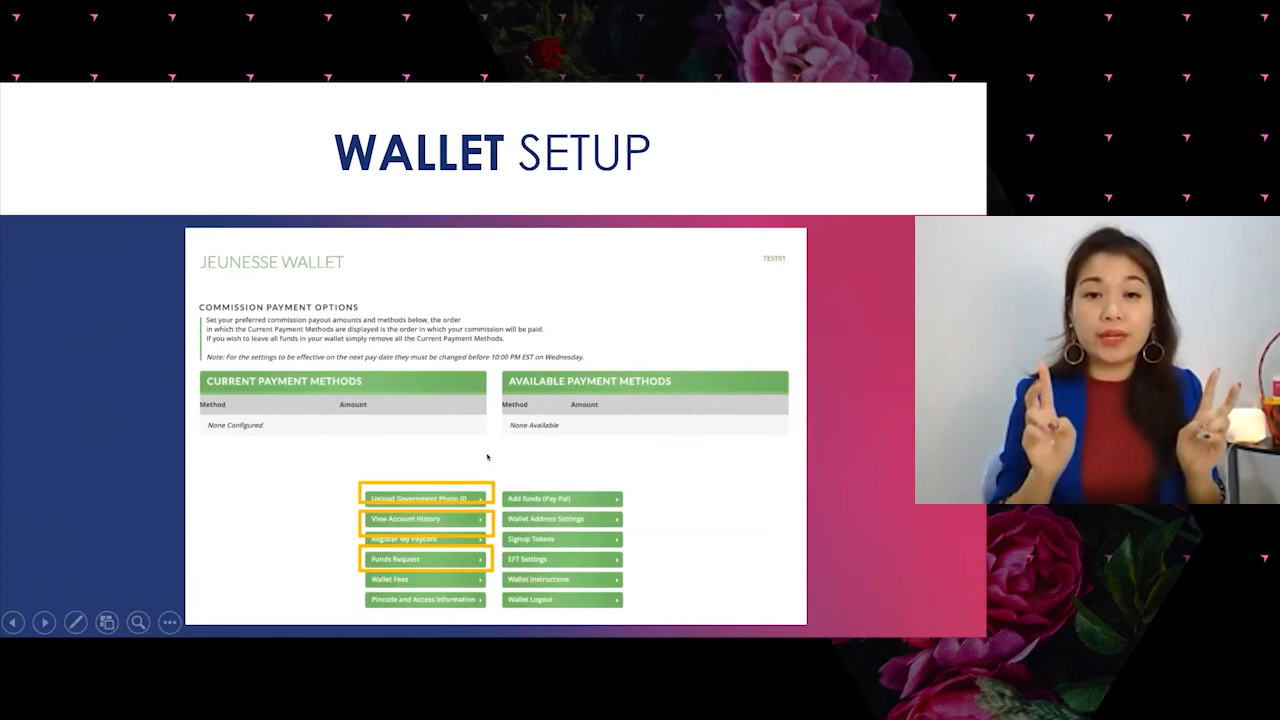 WALLET SETUP
JEUNESSE WALLET
TEST01
COMMISSION PAYMENT OPTIONS
Set your preferred commission payout amounts and methods below, the order
in which the Current Payment Methods are displayed is the order in which your commission will be paid.
If you wish to leave all funds in your wallet simply remove all the Current Payment Methods.
Note: For the settings to be effective on the next pay date they must be changed before 10:00 PM EST on Wednesday.
CURRENT PAYMENT METHODS
Method Amount
None Configured
AVAILABLE PAYMENT METHODS
Method Amount
None Available
Upload Government Photo ID
View Account History
Register My Paycard
Funds Request
Wallet Fees
Pincode and Access Information
Add funds (Pay Pal)
Wallet Address Settings
Signup Tokens
EFT Settings
Wallet Instructions
Wallet Logout